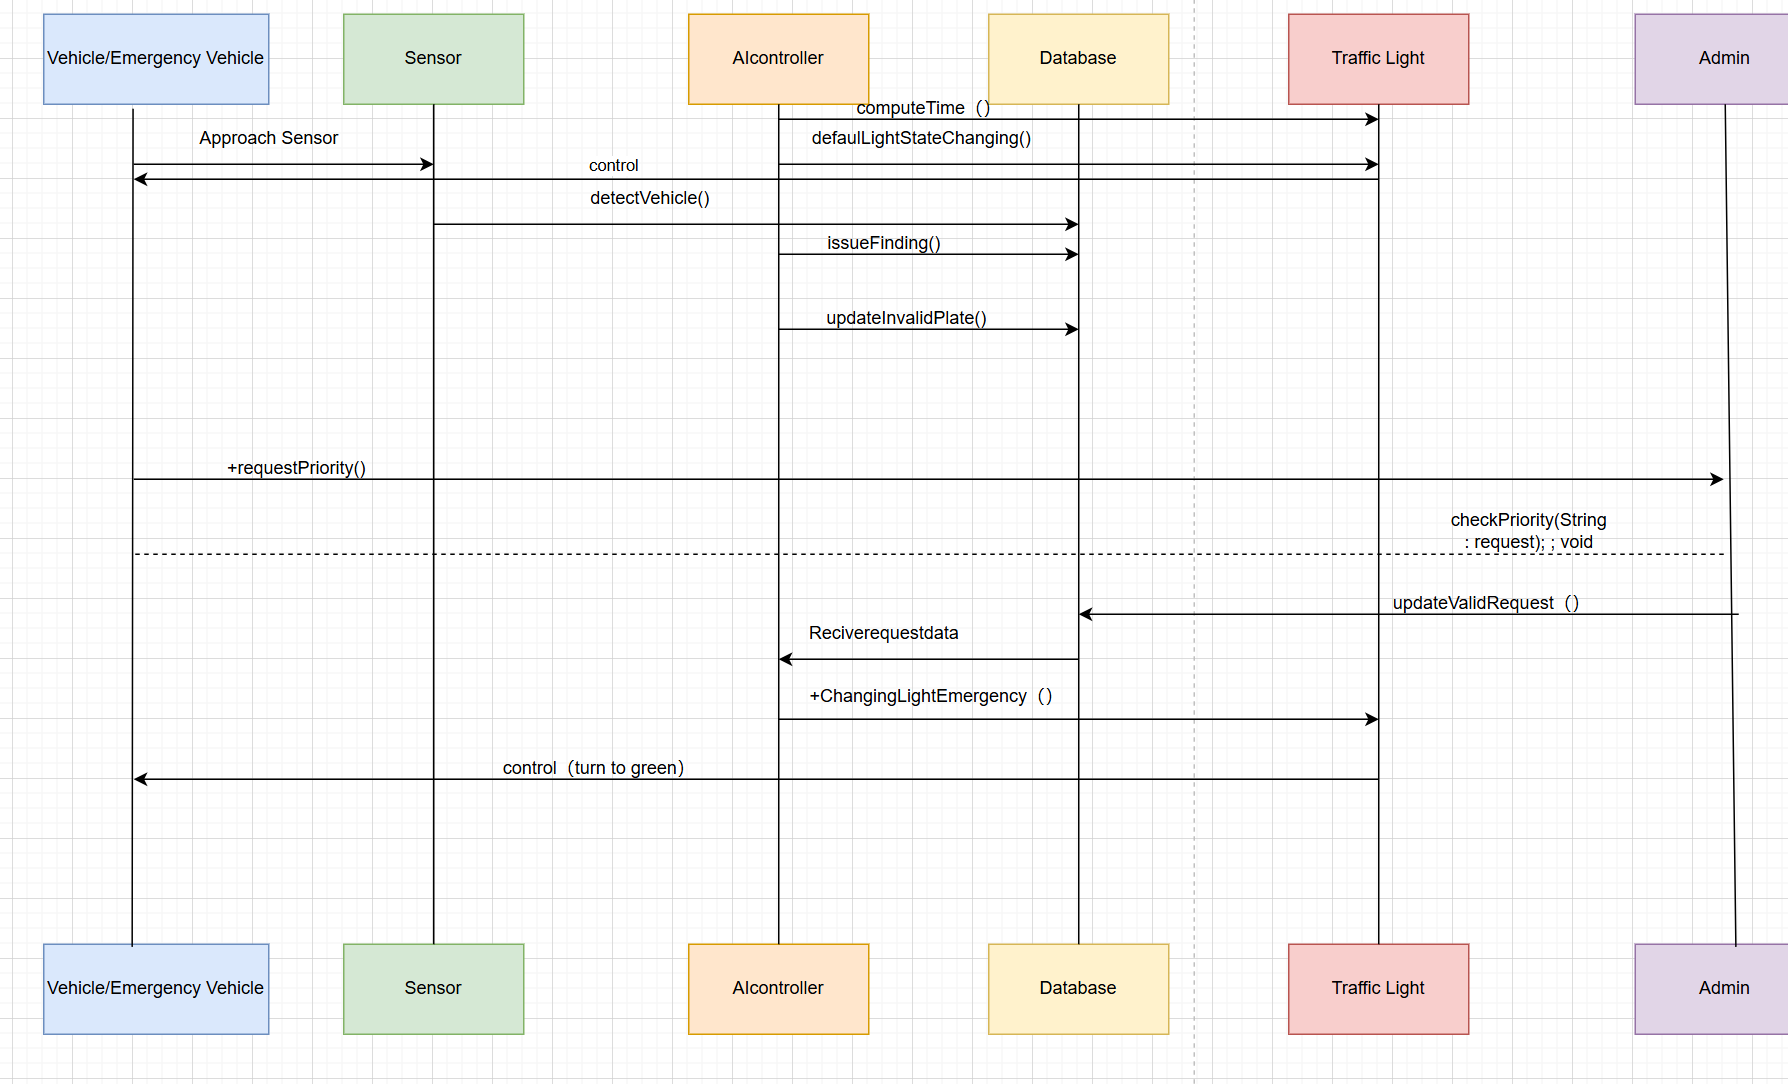 Vehicle/Emergency Vehicle
Sensor
AIcontroller
Database
Traffic Light
Admin
computeTime（）
Approach Sensor
defaulLightStateChanging()
control
detectVehicle()
issueFinding()
updateInvalidPlate()
+requestPriority()
checkPriority(String
: request); ; void
updateValidRequest（）
Reciverequestdata
+ChangingLightEmergency（）
control（turn to green）
Vehicle/Emergency Vehicle
Sensor
AIcontroller
Database
Traffic Light
Admin